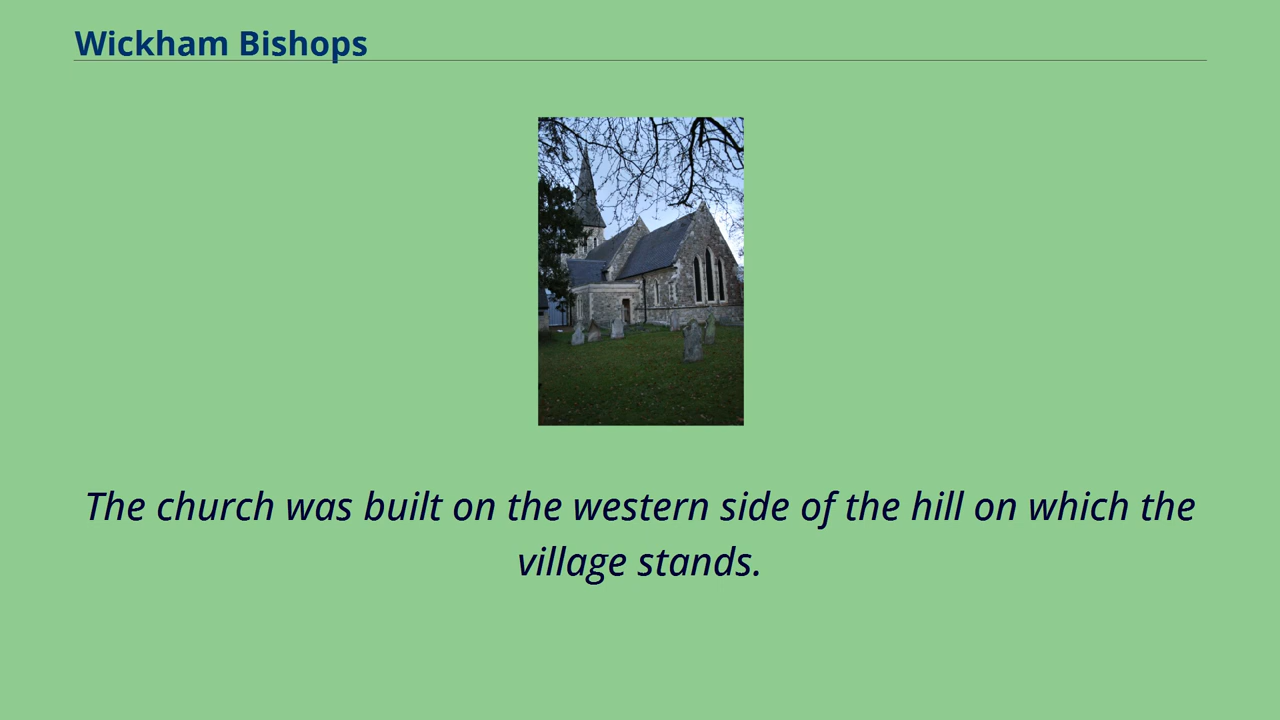 Wickham Bishops
The church was built on the western side of the hill on which the
village stands.